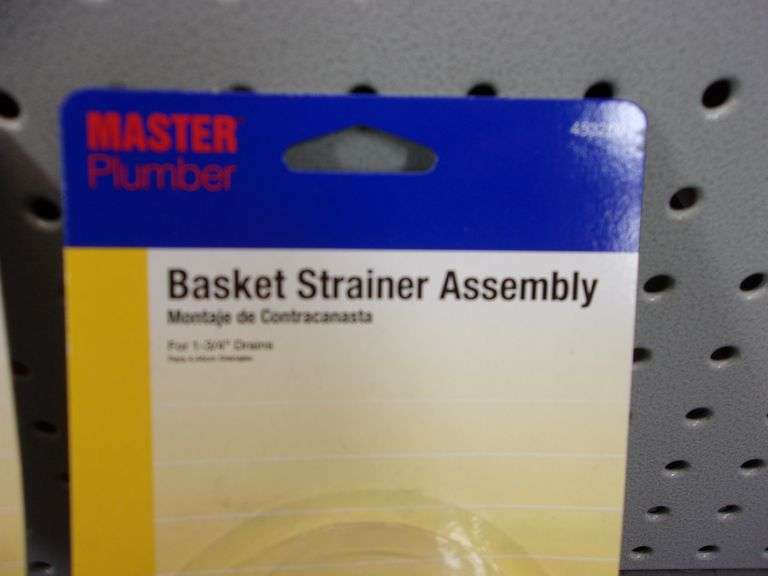 MASTER
Plumber
Basket Strainer Assembly
Montaje de Contracanasta
For 1-3/4" Drains